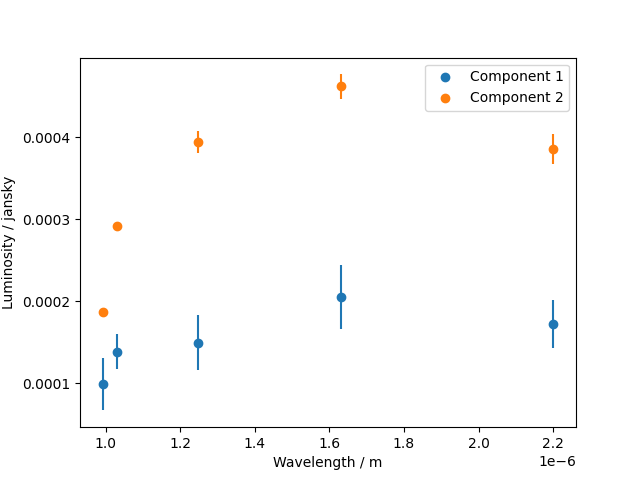 Component 1
Component 2
Luminosity / jansky
0.0004
0.0003
0.0002
0.0001
1.0 1.2 1.4 1.6 1.8 2.0 2.2
1e−6
Wavelength / m